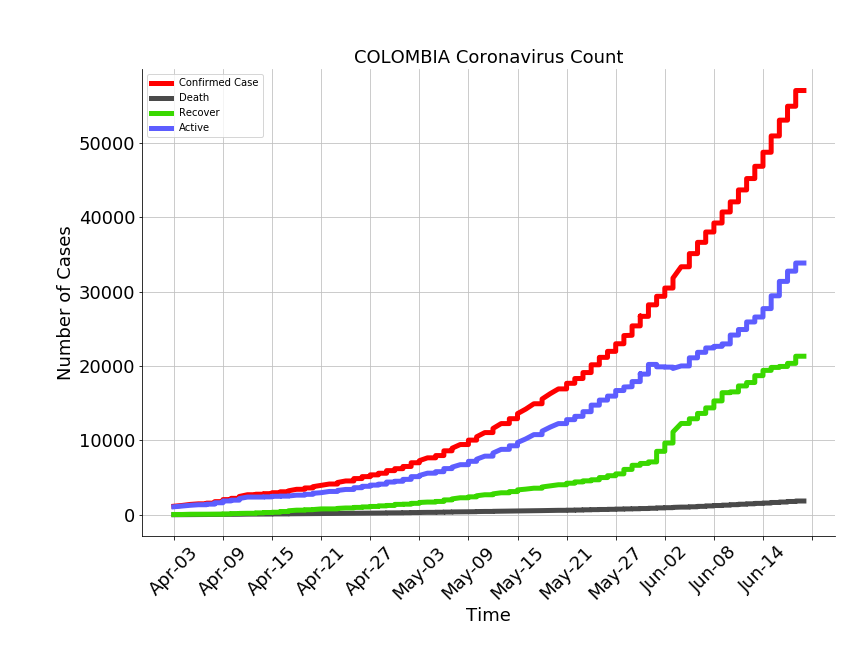 COLOMBIA Coronavirus Count
Confirmed Case
Death
Recover
Active
Number of Cases
50000
40000
30000
20000
10000
0
Apr-03
Apr-09
Apr-15
Apr-21
Apr-27
May-03
May-09
May-15
May-21
May-27
Jun-02
Jun-08
Jun-14
Time